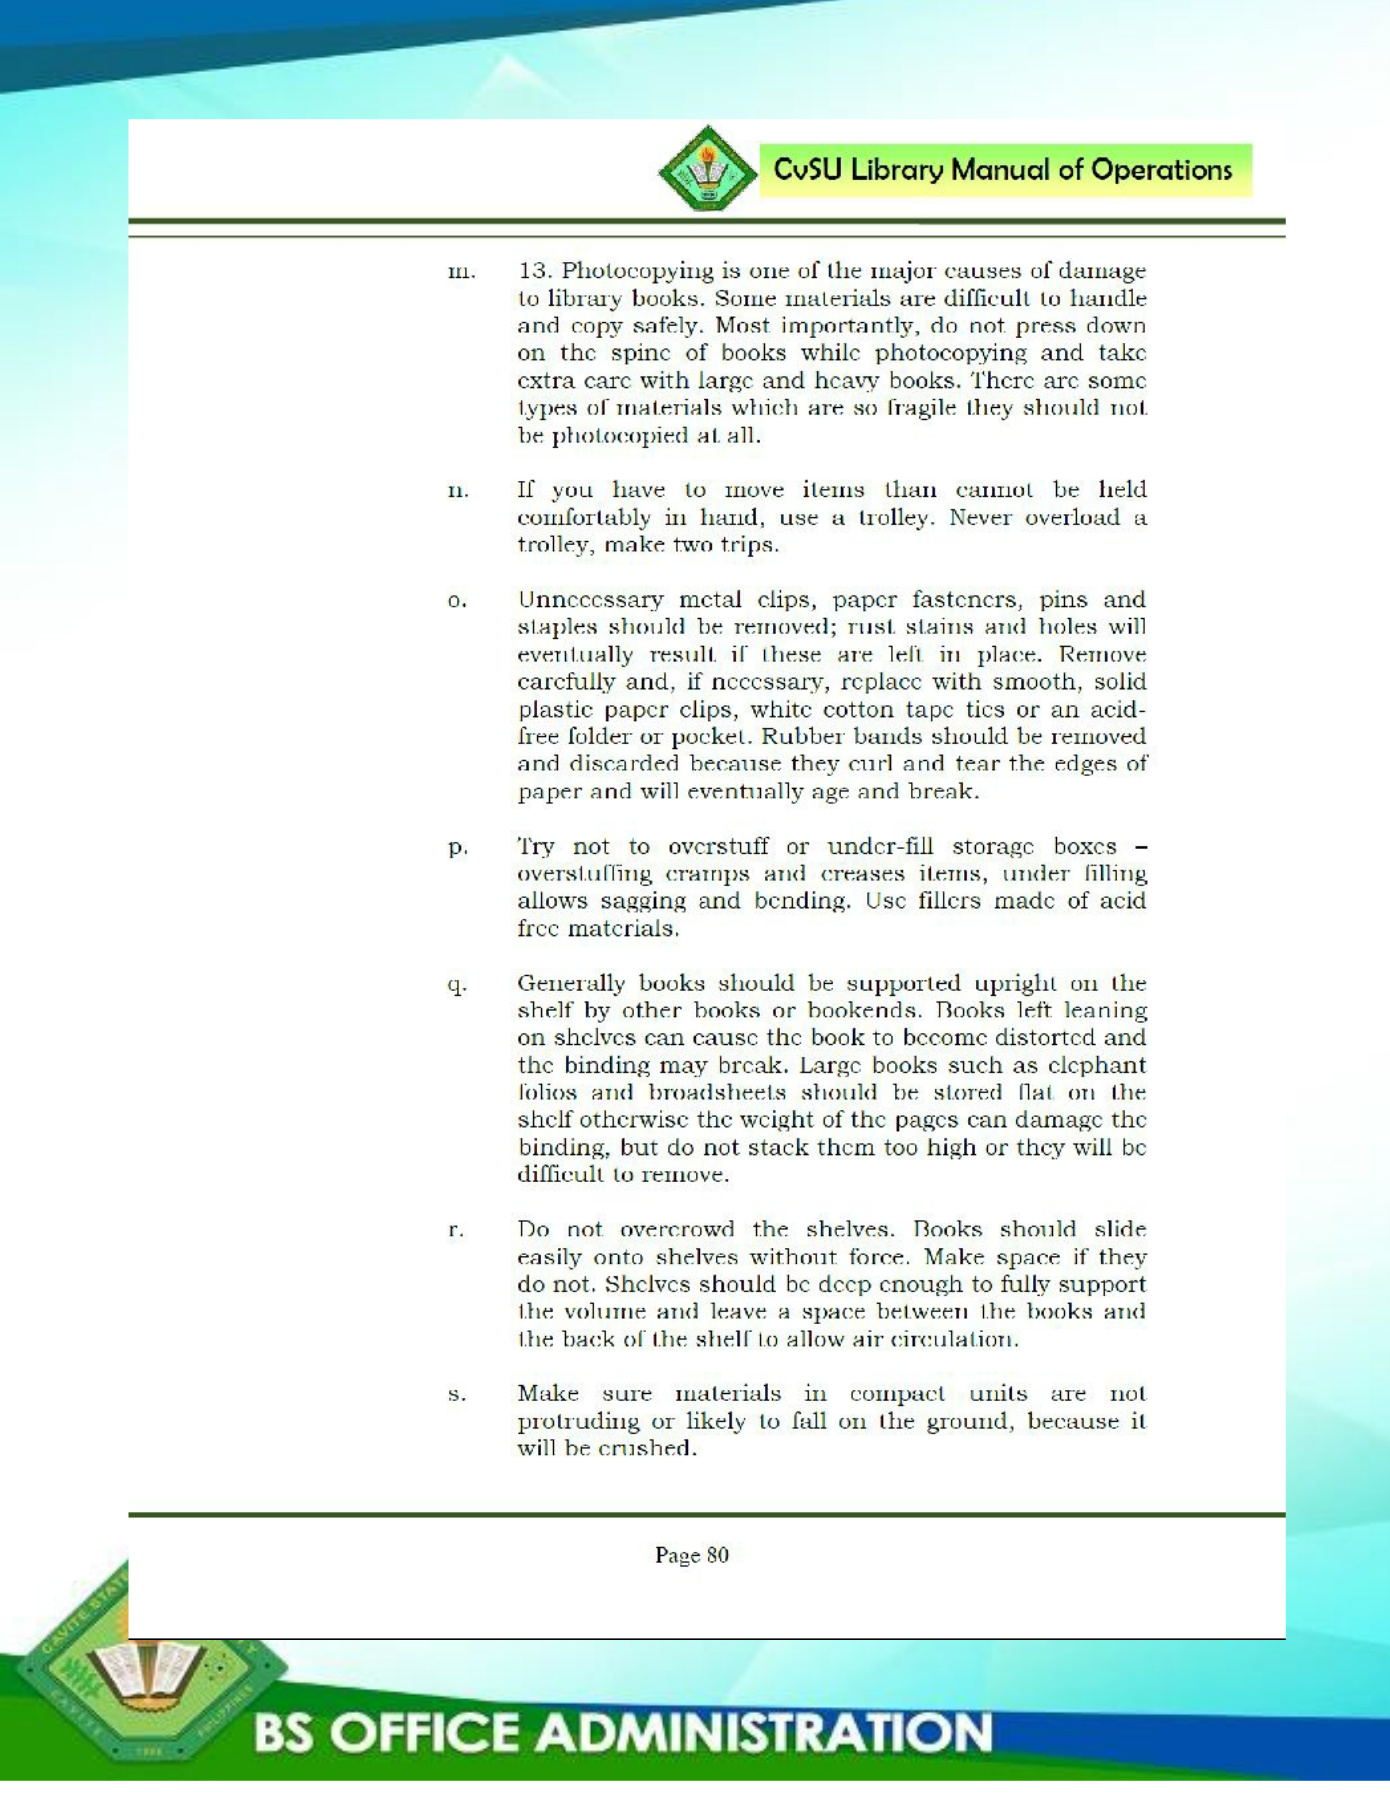 CvSU Library Manual of Operations
m. 13. Photocopying is one of the major causes of damage
to library books. Some materials are difficult to handle
and copy safely. Most importantly, do not press down
on the spine of books while photocopying and take
extra care with large and heavy books. There are some
types of materials which are so fragile they should not
be photocopied at all.
n. If you have to move items than cannot be held
comfortably in hand, use a trolley. Never overload a
trolley, make two trips.
o. Unnecessary metal clips, paper fasteners, pins and
staples should be removed; rust stains and holes will
eventually result if these are left in place. Remove
carefully and, if necessary, replace with smooth, solid
plastic paper clips, white cotton tape ties or an acid-
free folder or pocket. Rubber bands should be removed
and discarded because they curl and tear the edges of
paper and will eventually age and break.
p. Try not to overstuff or under-fill storage boxes –
overstuffing cramps and creases items, under filling
allows sagging and bending. Use fillers made of acid
free materials.
q. Generally books should be supported upright on the
shelf by other books or bookends. Books left leaning
on shelves can cause the book to become distorted and
the binding may break. Large books such as elephant
folios and broadsheets should be stored flat on the
shelf otherwise the weight of the pages can damage the
binding, but do not stack them too high or they will be
difficult to remove.
r. Do not overcrowd the shelves. Books should slide
easily onto shelves without force. Make space if they
do not. Shelves should be deep enough to fully support
the volume and leave a space between the books and
the back of the shelf to allow air circulation.
s. Make sure materials in compact units are not
protruding or likely to fall on the ground, because it
will be crushed.
Page 80
CAVITE STATE
CAVITE
PHILIPPINES
BS OFFICE ADMINISTRATION